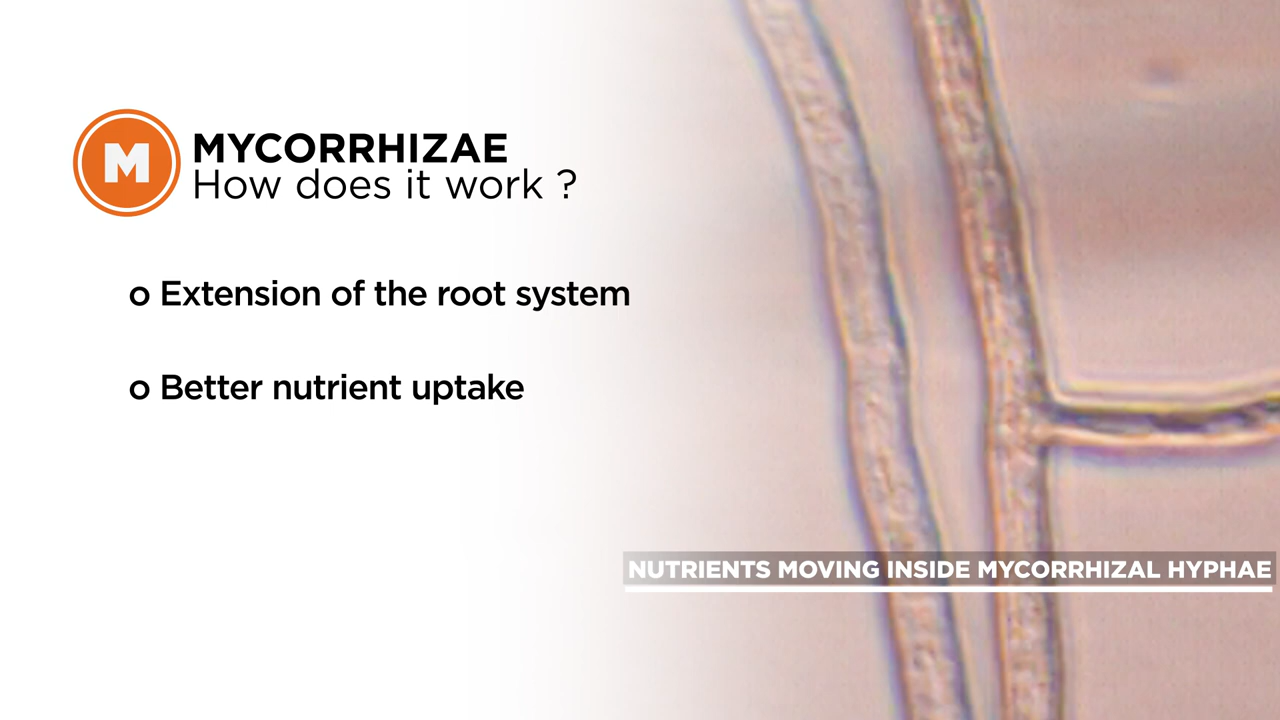 M
MYCORRHIZAE
How does it work ?
o Extension of the root system
o Better nutrient uptake
NUTRIENTS MOVING INSIDE MYCORRHIZAL HYPHAE